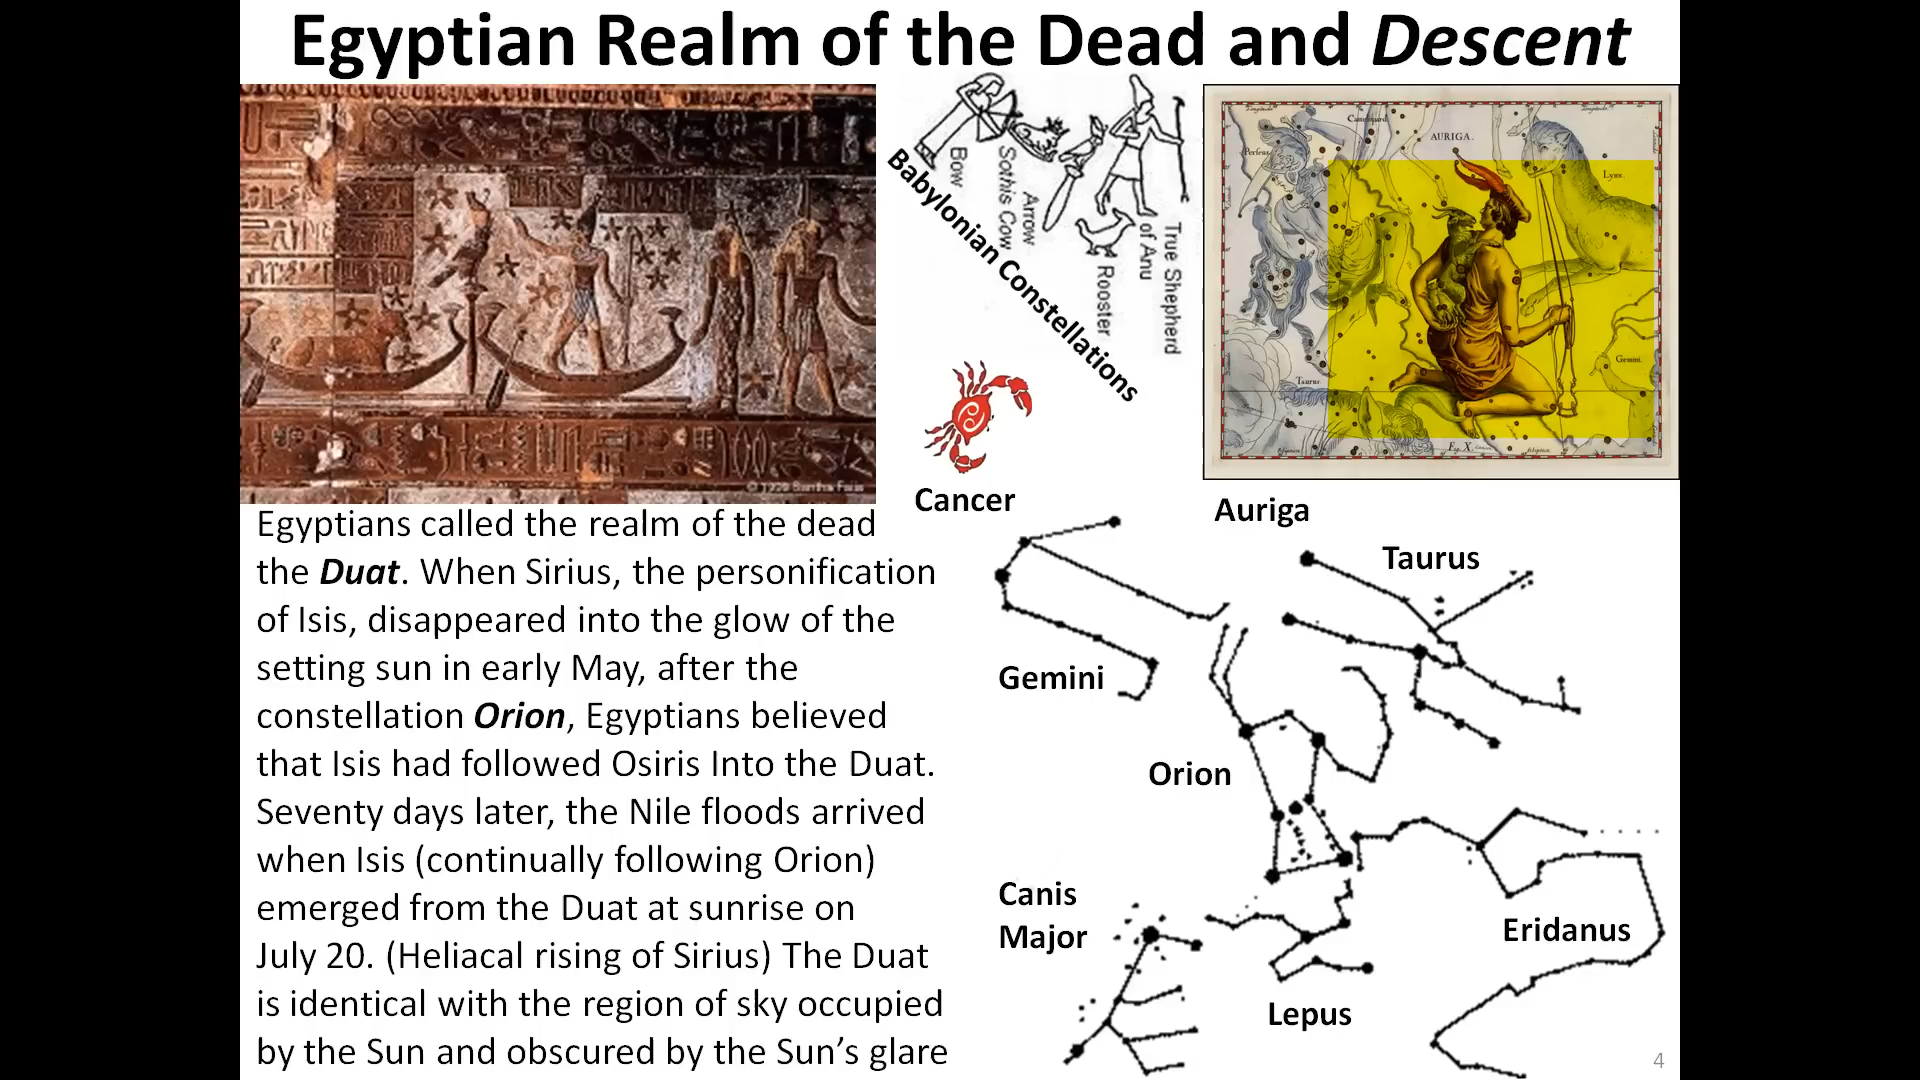 Egyptian Realm of the Dead and Descent
Bow
Sothis Cow
Arrow
Rooster
True Shepherd
of Anu
Babylonian Constellations
AURIGA.
Perseus
Lynx.
Taurus
Gemini.
Cancer
Auriga
Taurus
Gemini
Orion
Canis
Major
Lepus
Eridanus
Egyptians called the realm of the dead
the Duat. When Sirius, the personification
of Isis, disappeared into the glow of the
setting sun in early May, after the
constellation Orion, Egyptians believed
that Isis had followed Osiris Into the Duat.
Seventy days later, the Nile floods arrived
when Isis (continually following Orion)
emerged from the Duat at sunrise on
July 20. (Heliacal rising of Sirius) The Duat
is identical with the region of sky occupied
by the Sun and obscured by the Sun’s glare
4